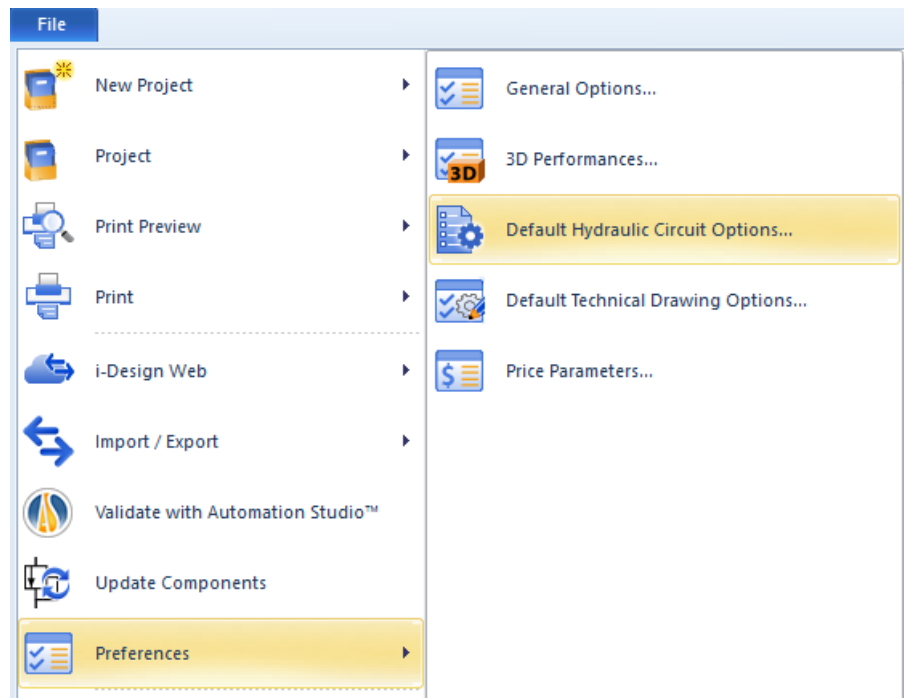 File
New Project
Project
Print Preview
Print
i-Design Web
Import / Export
Validate with Automation Studio™
Update Components
Preferences
General Options...
3D
3D Performances...
Default Hydraulic Circuit Options...
Default Technical Drawing Options...
$
Price Parameters...